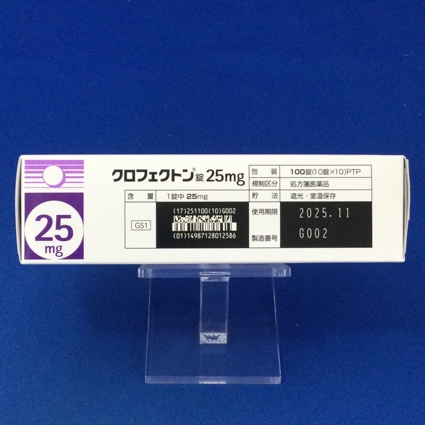 25
mg
クロフェクトン錠25mg
含 量 1錠中 25mg
GS1
(17)251100(10)G002
(01)14987128012586
包 装 100錠(10錠×10)PTP
規制区分 処方箋医薬品
貯 法 遮光・室温保存
使用期限 2025.11
製造番号 G002